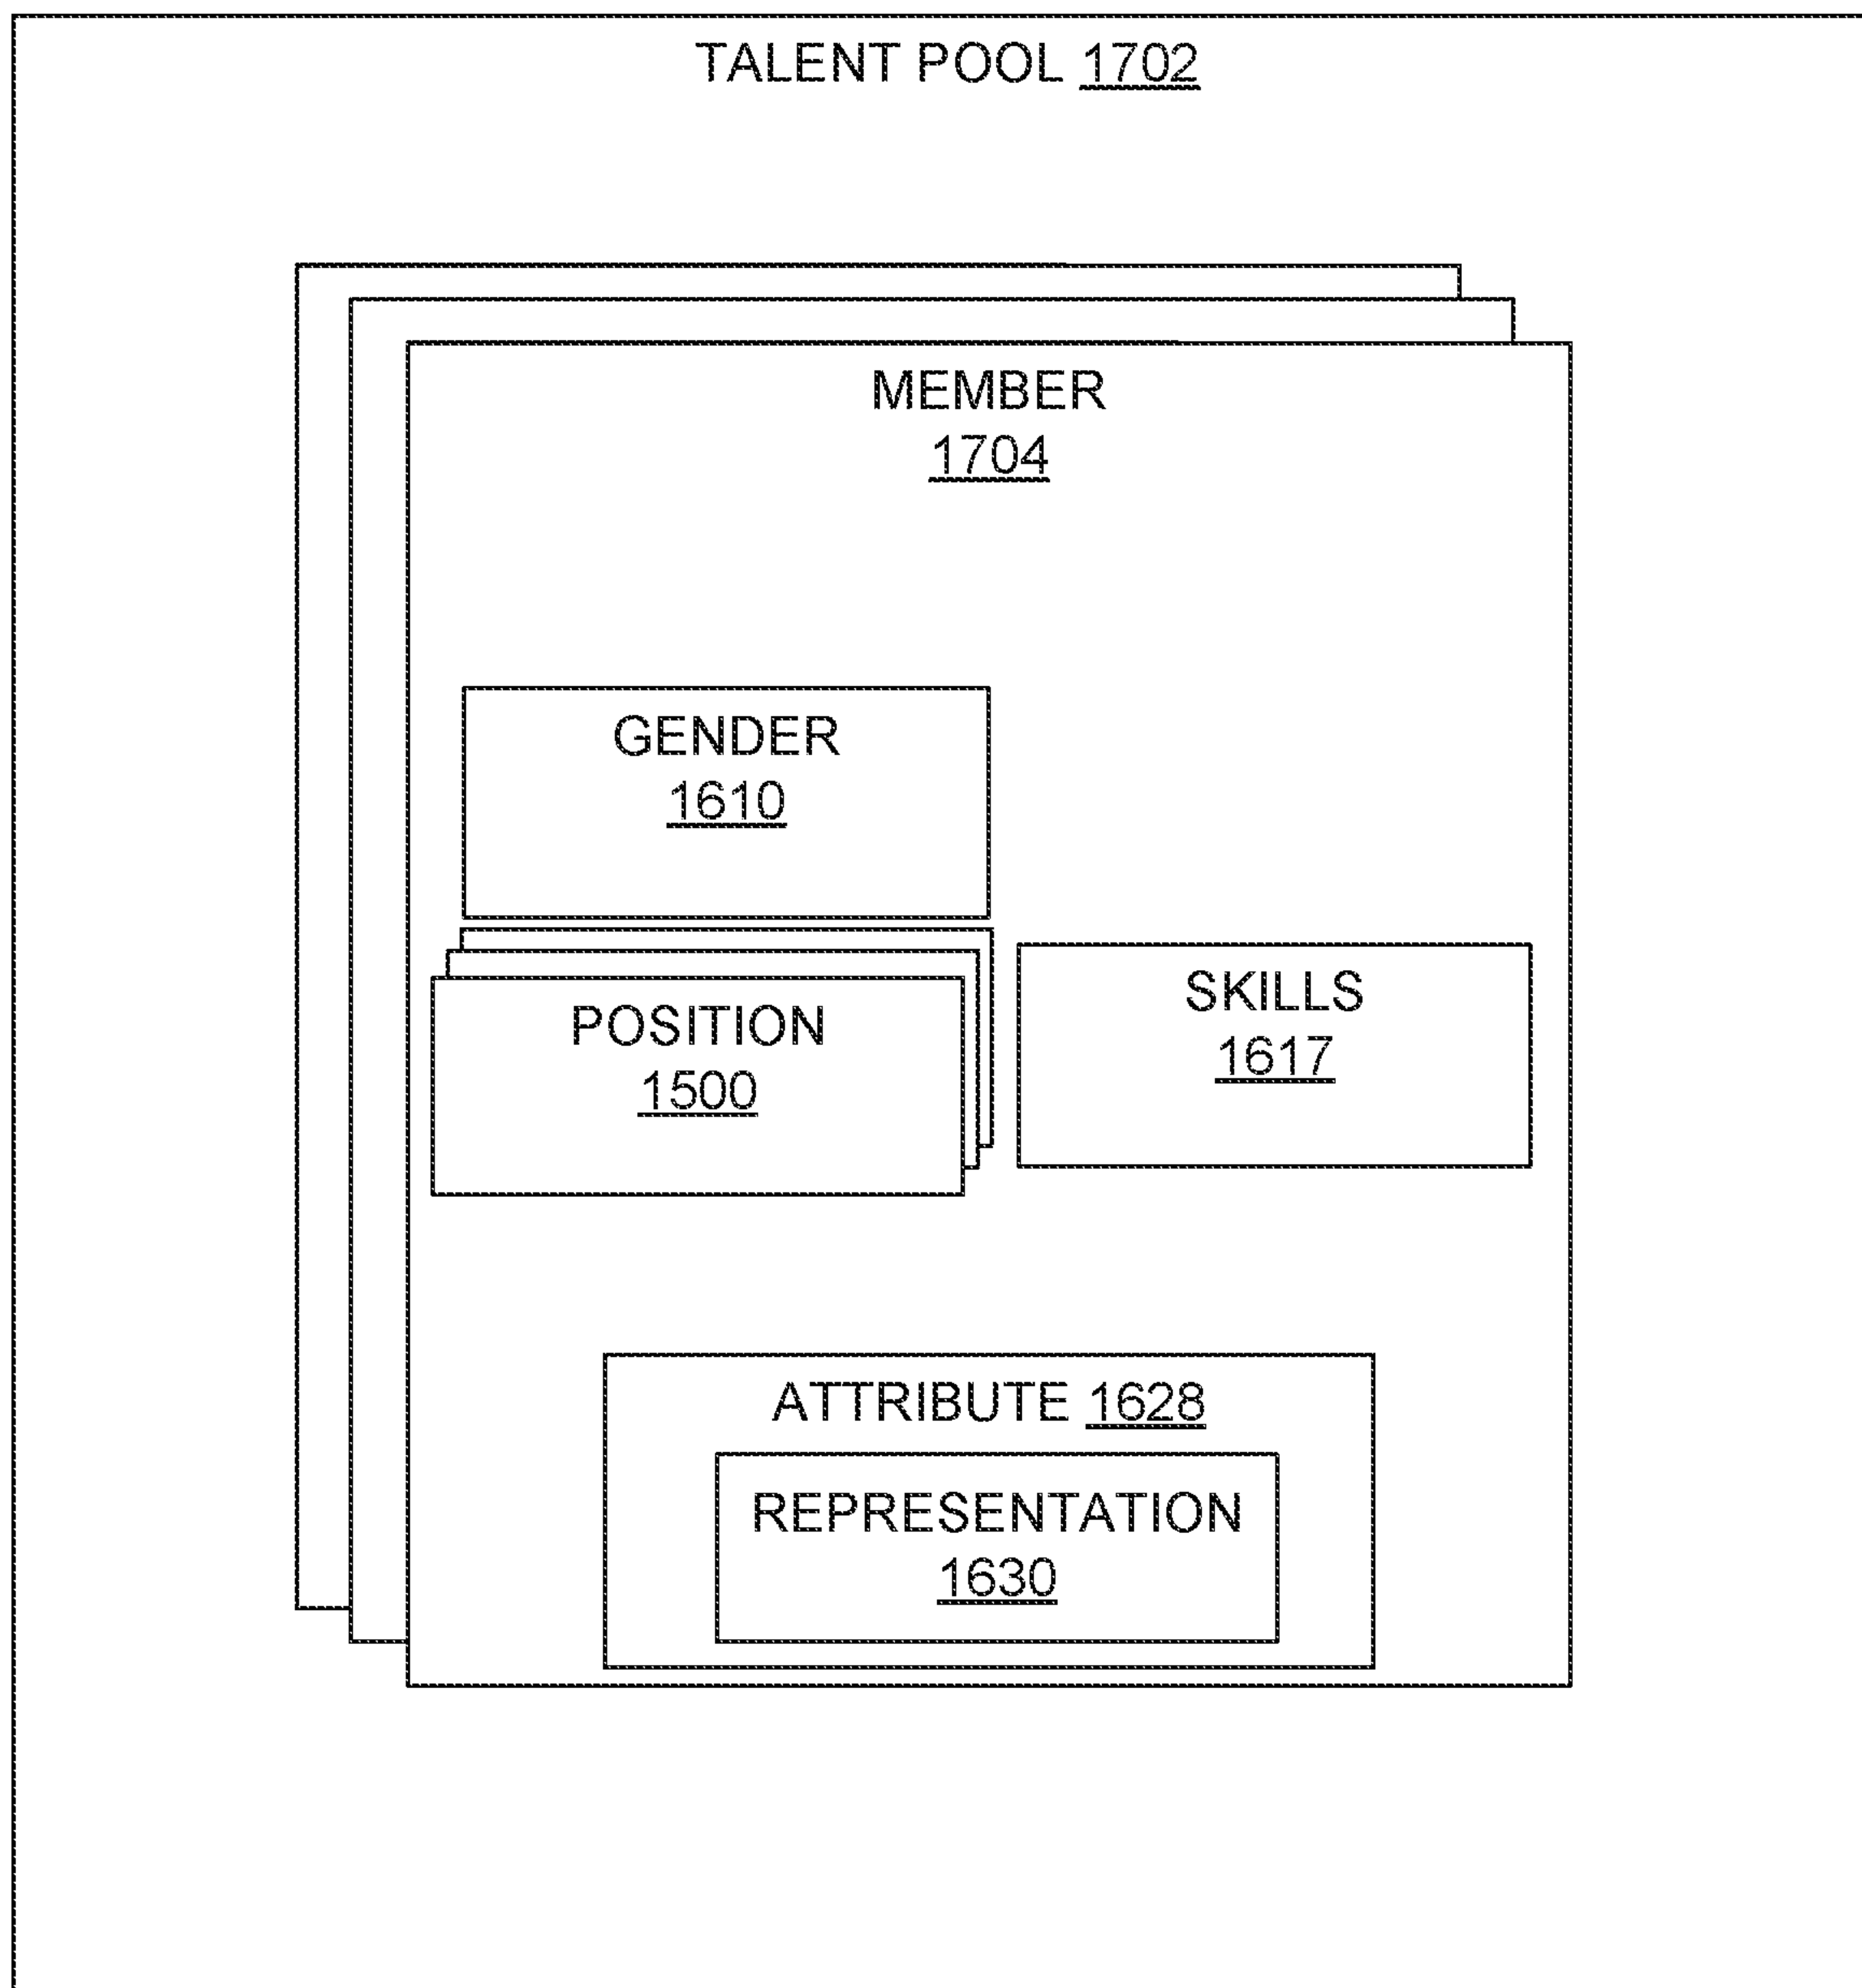 TALENT POOL 1702
MEMBER
1704
GENDER
1610
POSITION
1500
SKILLS
1617
ATTRIBUTE 1628
REPRESENTATION
1630